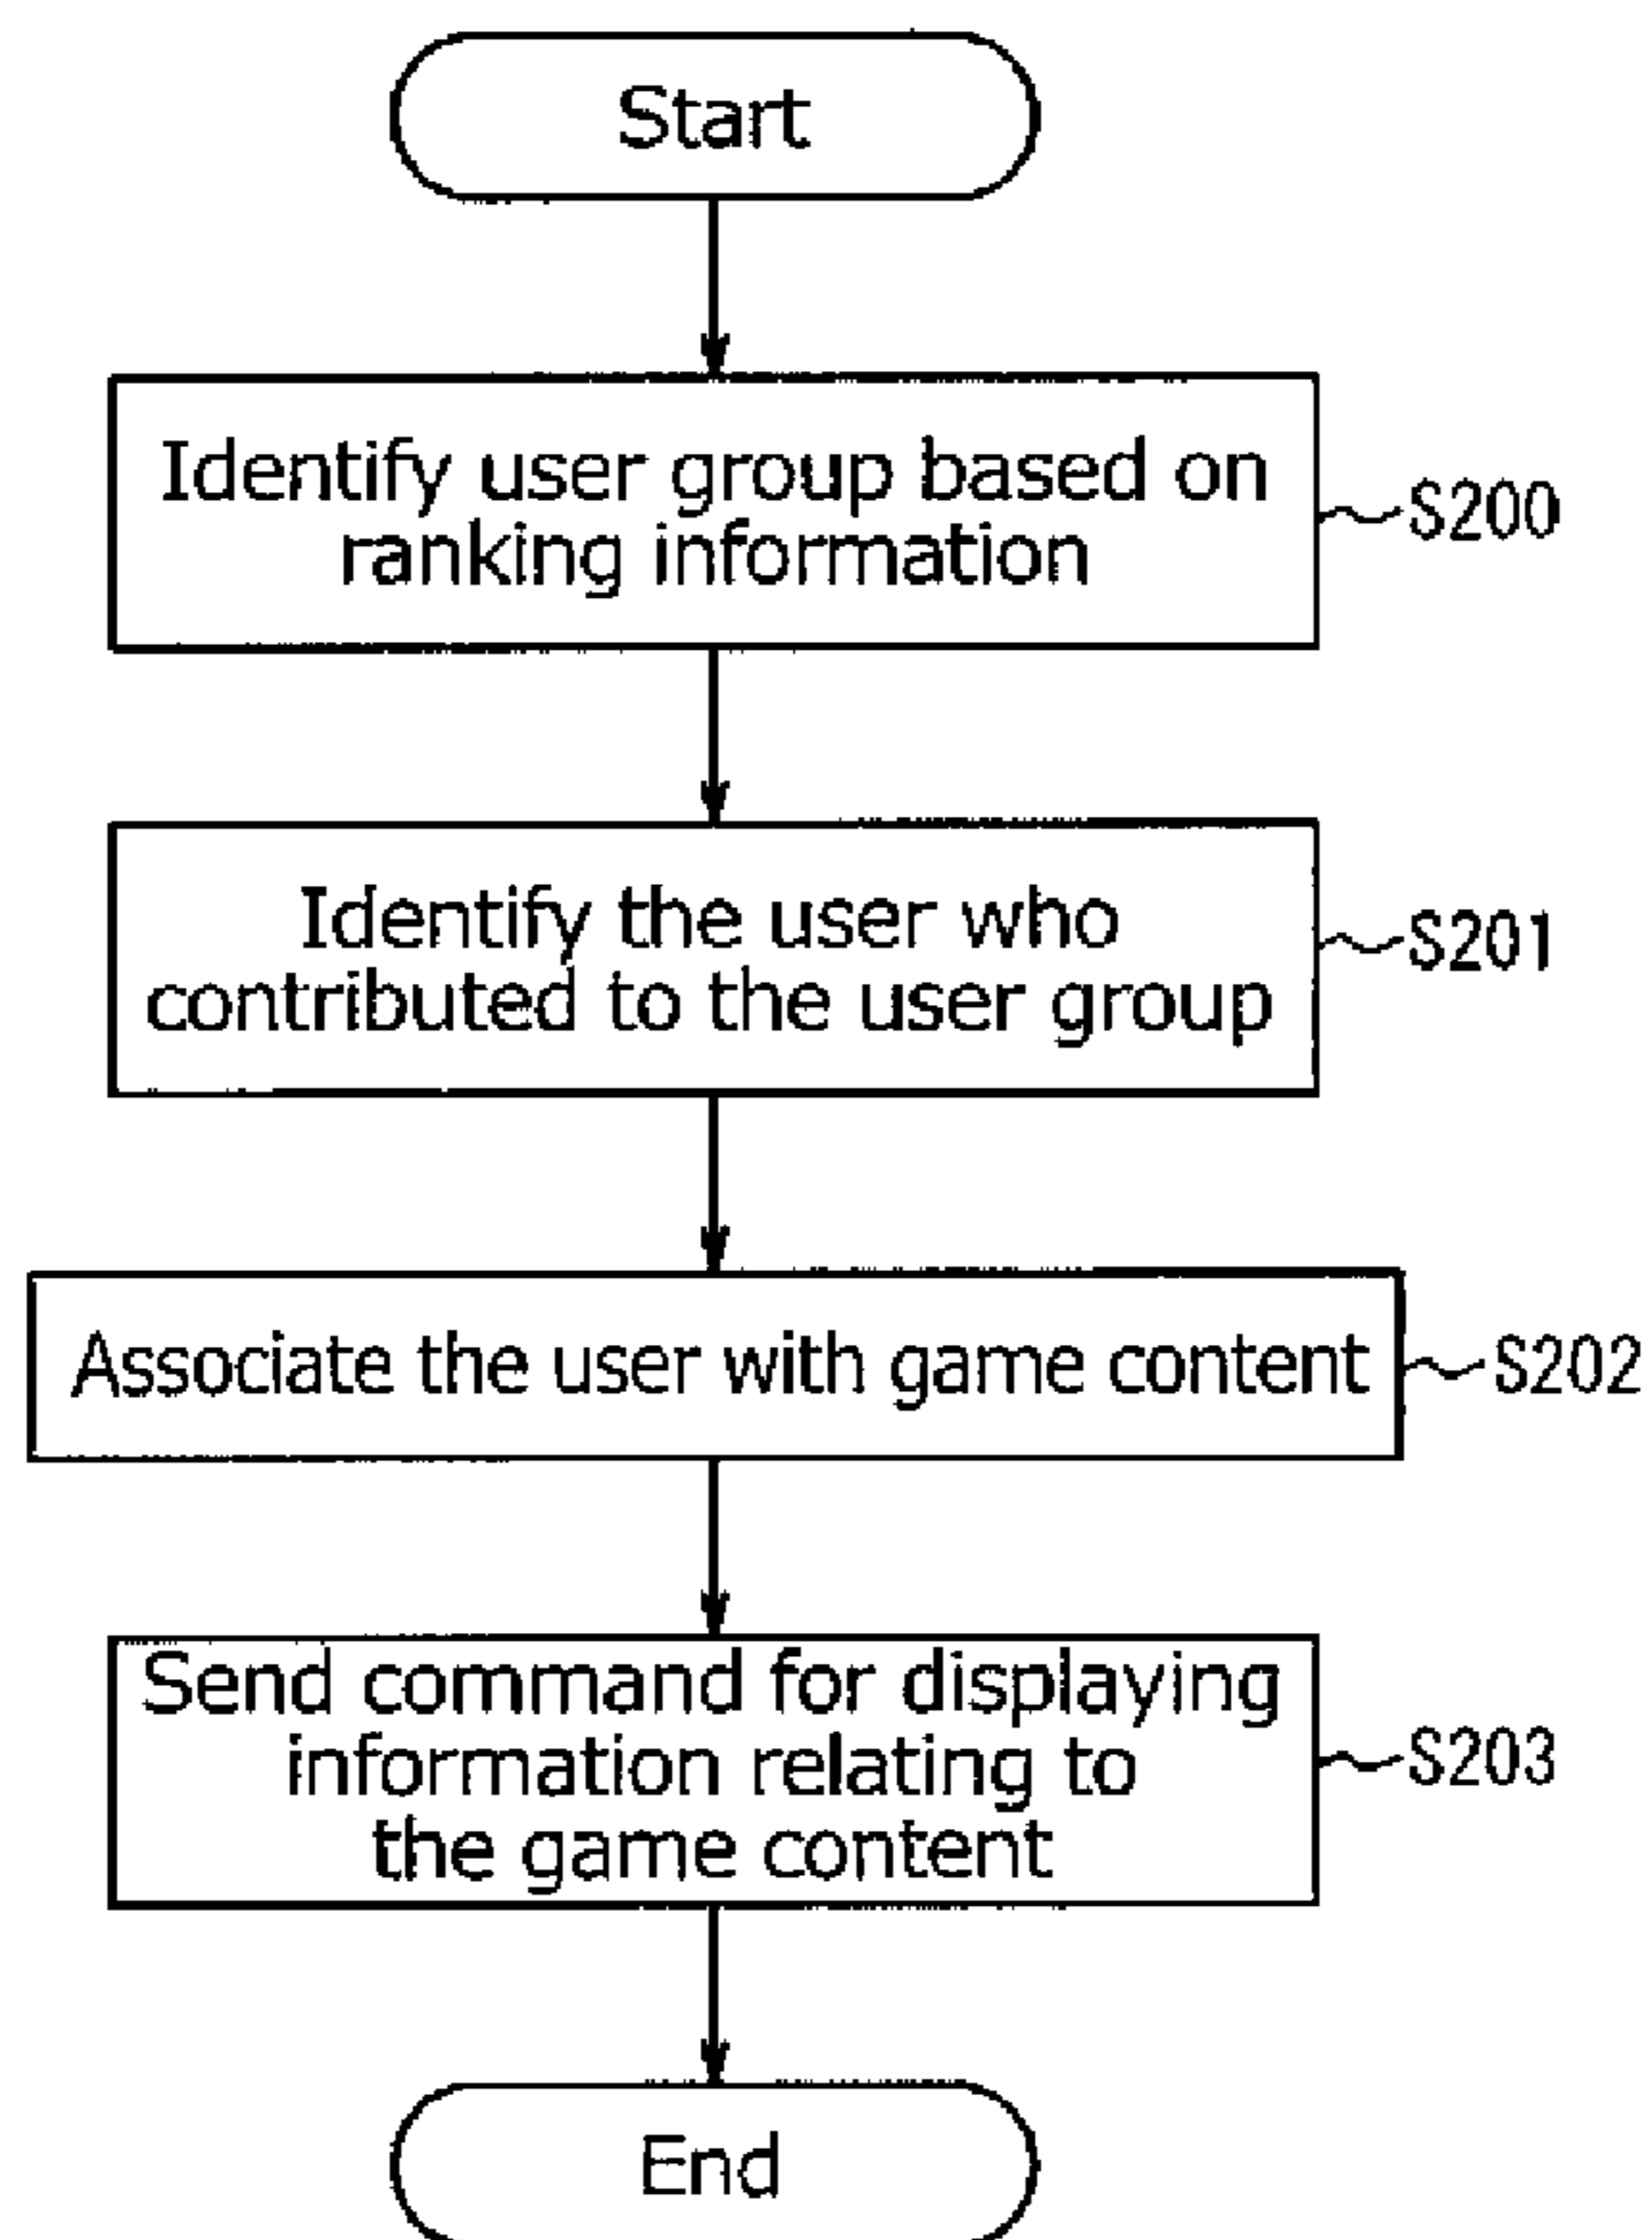 Start
Identify user group based on
ranking information
S200
Identify the user who
contributed to the user group
S201
Associate the user with game content
S202
Send command for displaying
information relating to
the game content
S203
End